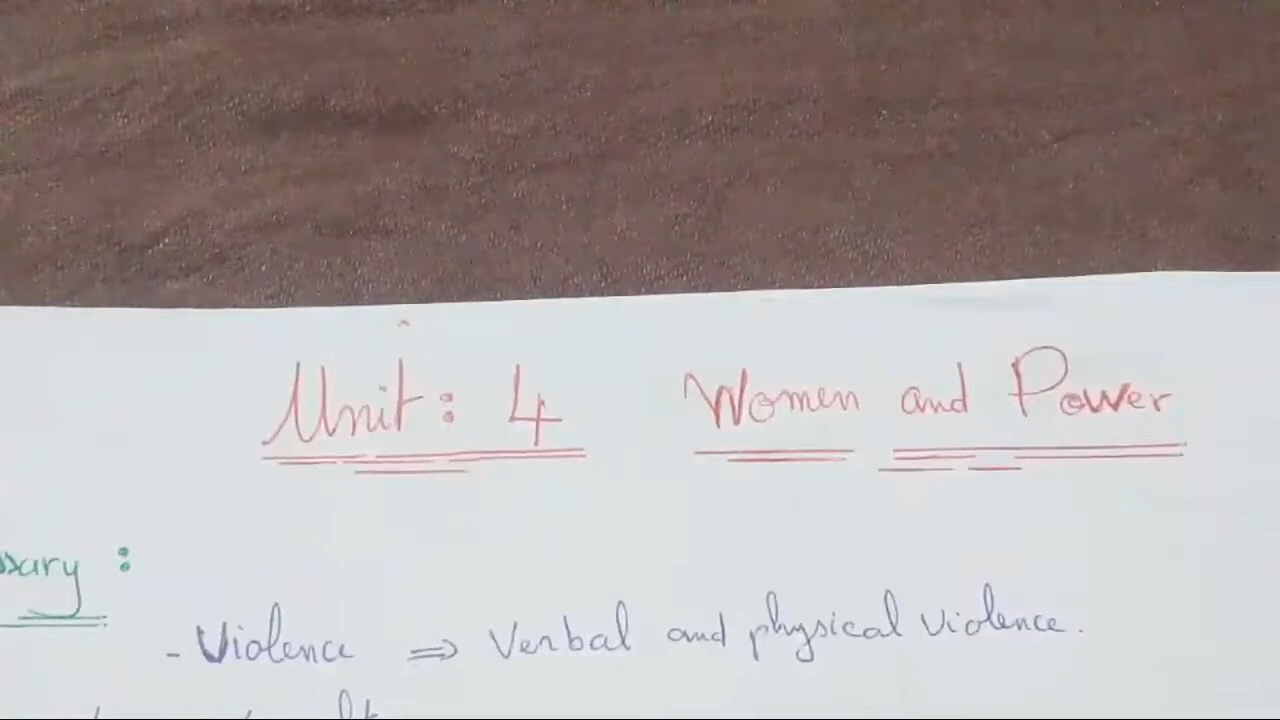 Unit: 4 Women and Power
ssary :
- Violence ⇒ Verbal and physical violence.